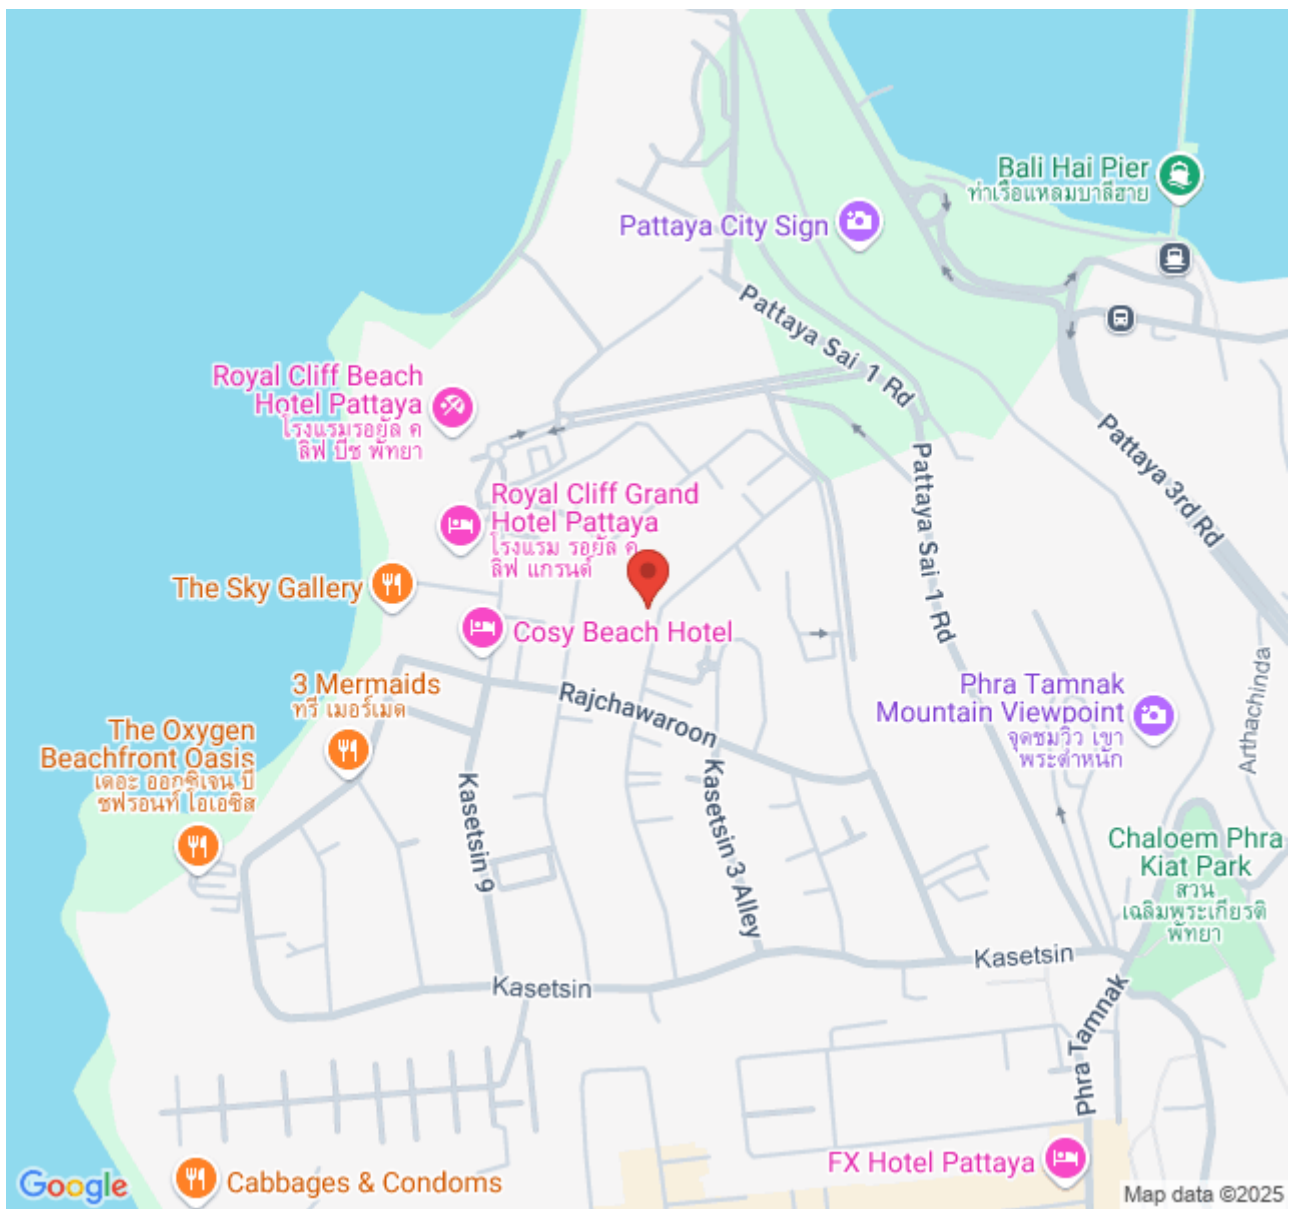 Bali Hai Pier
ท่าเรือแหลมบาลีฮาย
Pattaya City Sign
Pattaya Sai 1 Rd
Royal Cliff Beach
Hotel Pattaya
โรงแรมรอยัล ค
ลิฟ บีช พัทยา
Pattaya 3rd Rd
Pattaya Sai 1 Rd
Royal Cliff Grand
Hotel Pattaya
โรงแรม รอยัล ค
ลิฟ แกรนด์
The Sky Gallery
Cosy Beach Hotel
Arthachinda
3 Mermaids
ทรี เมอร์เมด
Rajchawaroon
Phra Tamnak
Mountain Viewpoint
จุดชมวิว เขา
พระตำหนัก
The Oxygen
Beachfront Oasis
เดอะ ออกซิเจน บี
ชฟรอนท์ โอเอซิส
Kasetsin 9
Kasetsin 3 Alley
Chaloem Phra
Kiat Park
สวน
เฉลิมพระเกียรติ
พัทยา
Kasetsin
Kasetsin
Phra Tamnak
FX Hotel Pattaya
Cabbages & Condoms
Google
Map data ©2025